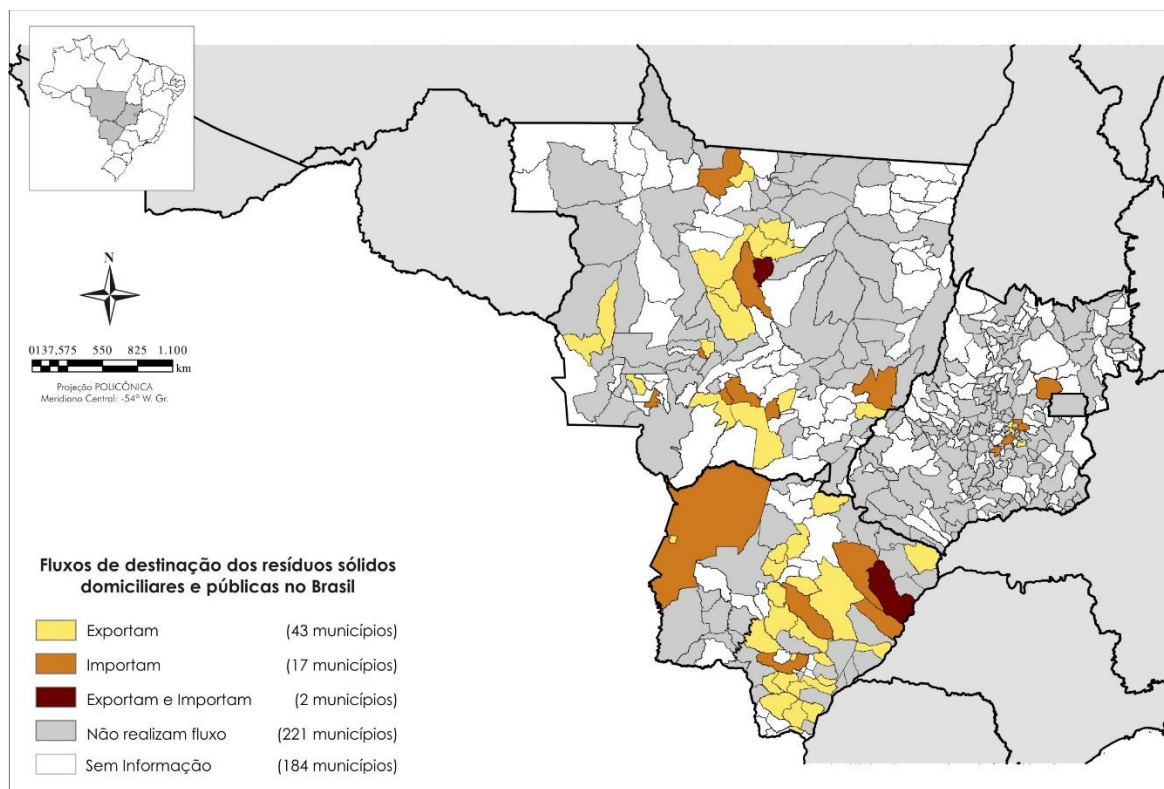 N
0137,575 550 825 1.100
km
Projeção POLICÔNICA
Meridiano Central: -54° W. Gr.
Fluxos de destinação dos resíduos sólidos
domiciliares e públicas no Brasil
Exportam (43 municípios)
Importam (17 municípios)
Exportam e Importam (2 municípios)
Não realizam fluxo (221 municípios)
Sem Informação (184 municípios)